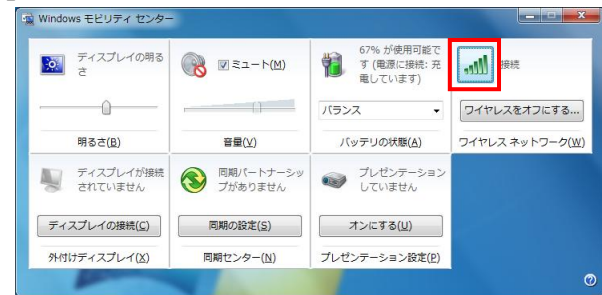 Windows モビリティ センター
ディスプレイの明る
さ
明るさ(B)
ミュート(M)
音量(V)
67% が使用可能で
す (電源に接続: 充
電しています)
バランス
バッテリの状態(A)
接続
ワイヤレスをオフにする...
ワイヤレス ネットワーク(W)
ディスプレイが接続
されていません
ディスプレイの接続(C)
外付けディスプレイ(X)
同期パートナーシッ
プがありません
同期の設定(S)
同期センター(N)
プレゼンテーション
していません
オンにする(U)
プレゼンテーション設定(P)